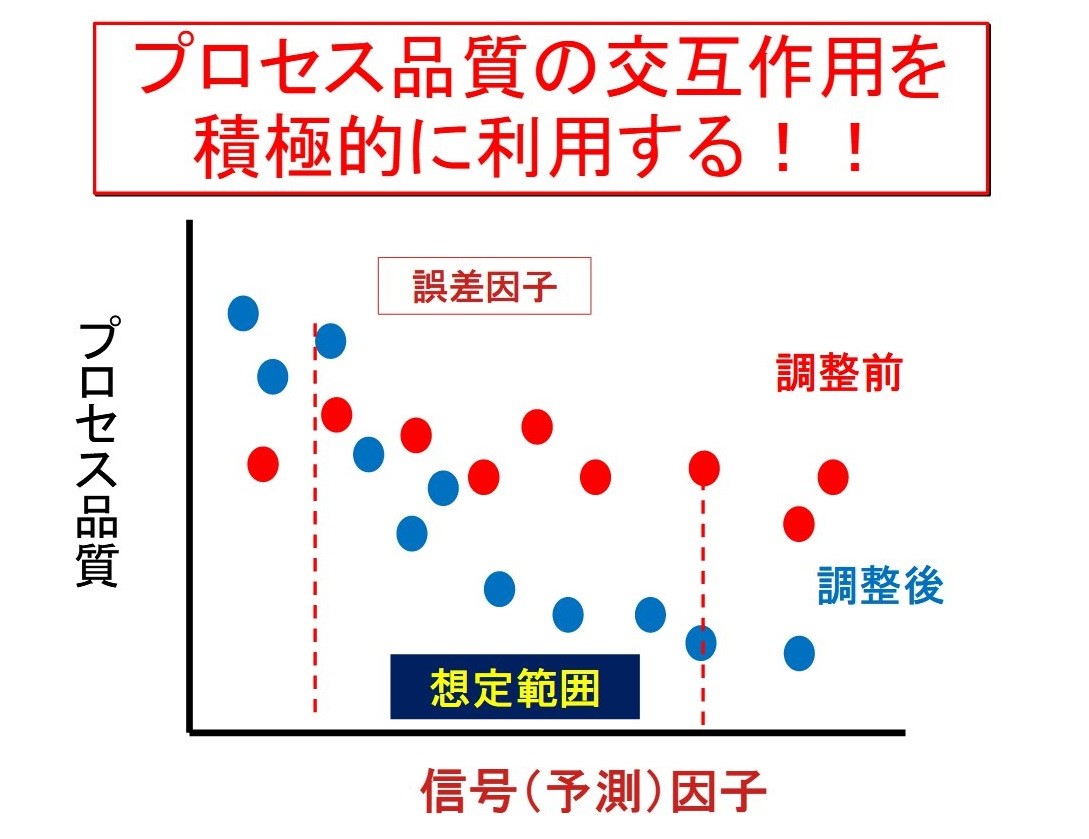 プロセス品質の交互作用を
積極的に利用する！！
誤差因子
調整前
プロセス品質
調整後
想定範囲
信号（予測）因子